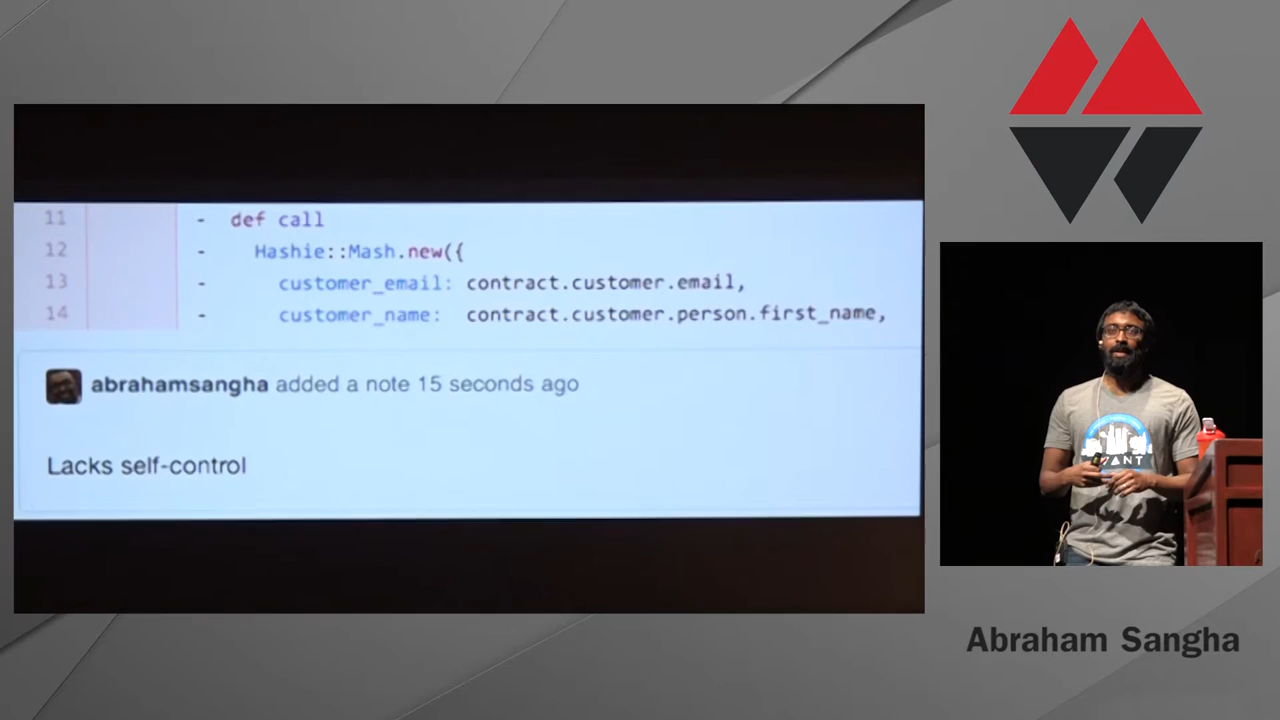 11 - def call
12 - Hashie::Mash.new({
13 - customer_email: contract.customer.email,
14 - customer_name: contract.customer.person.first_name,
abrahamsangha added a note 15 seconds ago
Lacks self-control
Abraham Sangha